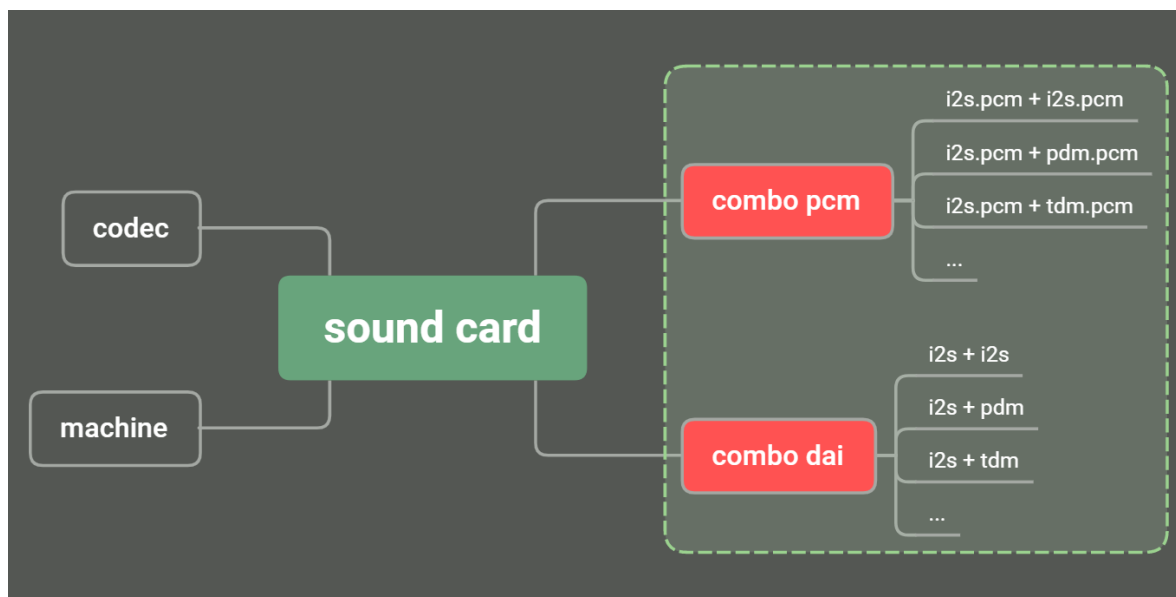 codec
machine
sound card
combo pcm
i2s.pcm + i2s.pcm
i2s.pcm + pdm.pcm
i2s.pcm + tdm.pcm
...
combo dai
i2s + i2s
i2s + pdm
i2s + tdm
...